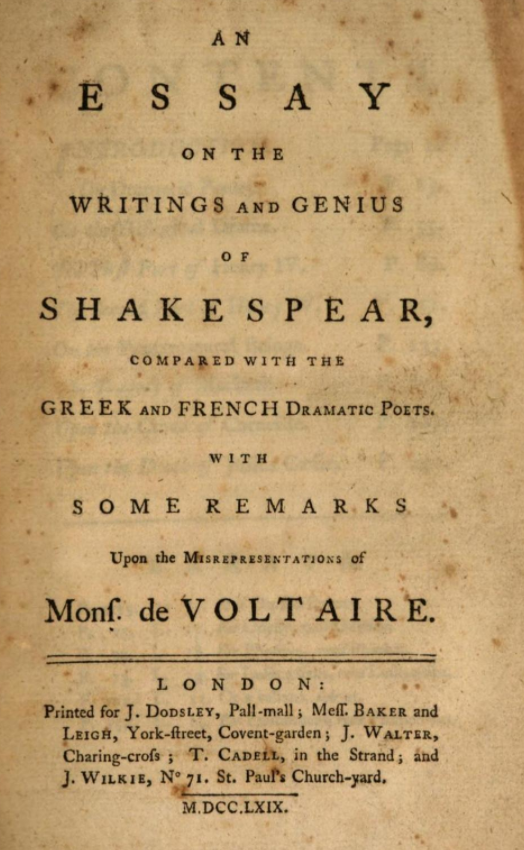 AN
ESSAY
ON THE
WRITINGS AND GENIUS
OF
SHAKESPEAR,
COMPARED WITH THE
GREEK AND FRENCH DRAMATIC POETS.
WITH
SOME REMARKS
Upon the MISREPRESENTATIONS of
Monſ. de VOLTAIRE.
LONDON:
Printed for J. DODSLEY, Pall-mall; Meſſ. BAKER and
LEIGH, York-ſtreet, Covent-garden; J. WALTER,
Charing-croſs; T. CADELL, in the Strand; and
J. WILKIE, No 71. St. Paul's Church-yard.
M.DCC.LXIX.